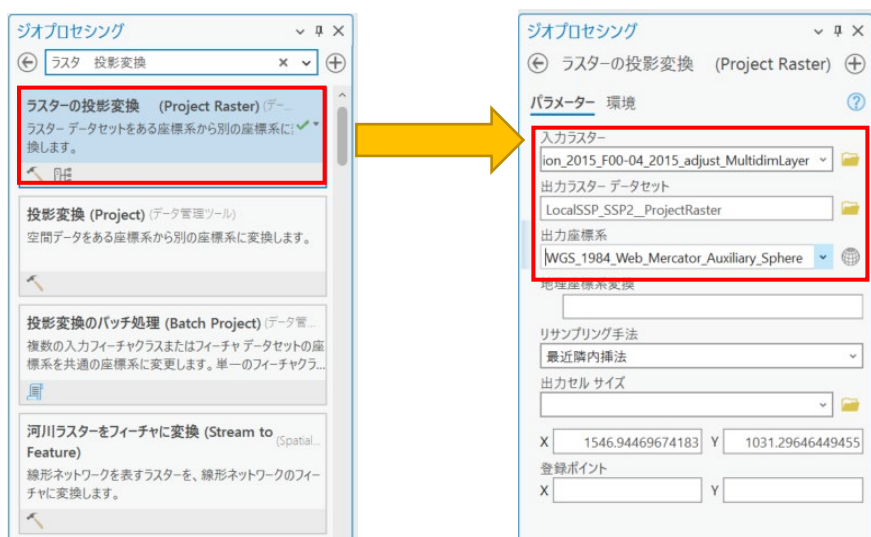 ジオプロセシング
ラスタ　投影変換
ラスターの投影変換　(Project Raster) (デー...
ラスター データセットをある座標系から別の座標系に
換します。
投影変換 (Project) (データ管理ツール)
空間データをある座標系から別の座標系に変換します。
投影変換のバッチ処理 (Batch Project) (データ管...
複数の入力フィーチャクラスまたはフィーチャ データセットの座
標系を共通の座標系に変更します。単一のフィーチャクラ...
河川ラスターをフィーチャに変換 (Stream to
Feature) (Spatial...
線形ネットワークを表すラスターを、線形ネットワークのフィー
チャに変換します。
ジオプロセシング
ラスターの投影変換　(Project Raster)
パラメーター 環境
入力ラスター
ion_2015_F00-04_2015_adjust_MultidimLayer
出力ラスター データセット
LocalSSP_SSP2__ProjectRaster
出力座標系
WGS_1984_Web_Mercator_Auxiliary_Sphere
地理座標系変換
リサンプリング手法
最近隣内挿法
出力セル サイズ
X 1546.94469674183 Y 1031.29646449455
登録ポイント
X Y